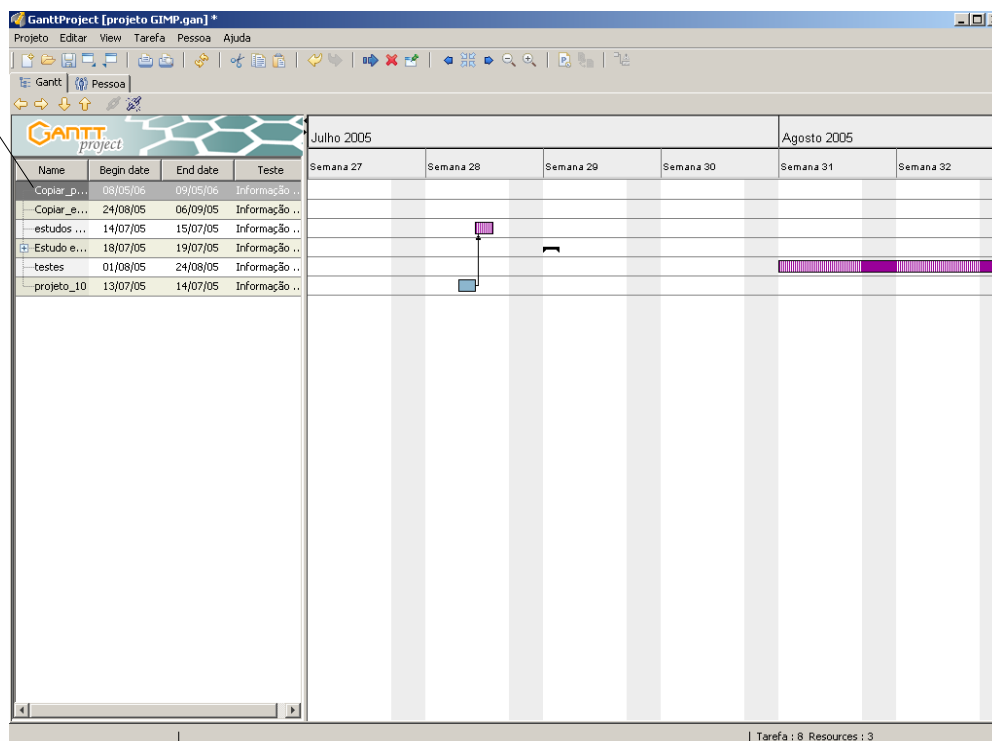 GanttProject [projeto GIMP.gan] *
Projeto Editar View Tarefa Pessoa Ajuda
Gantt Pessoa
GANTT project
Julho 2005 Agosto 2005
Semana 27 Semana 28 Semana 29 Semana 30 Semana 31 Semana 32
Name Begin date End date Teste
Copiar_p... 08/05/06 09/05/06 Informação ..
Copiar_e... 24/08/05 06/09/05 Informação ..
estudos ... 14/07/05 15/07/05 Informação ..
Estudo e... 18/07/05 19/07/05 Informação ..
testes 01/08/05 24/08/05 Informação ..
projeto_10 13/07/05 14/07/05 Informação ..
Tarefa : 8 Resources : 3